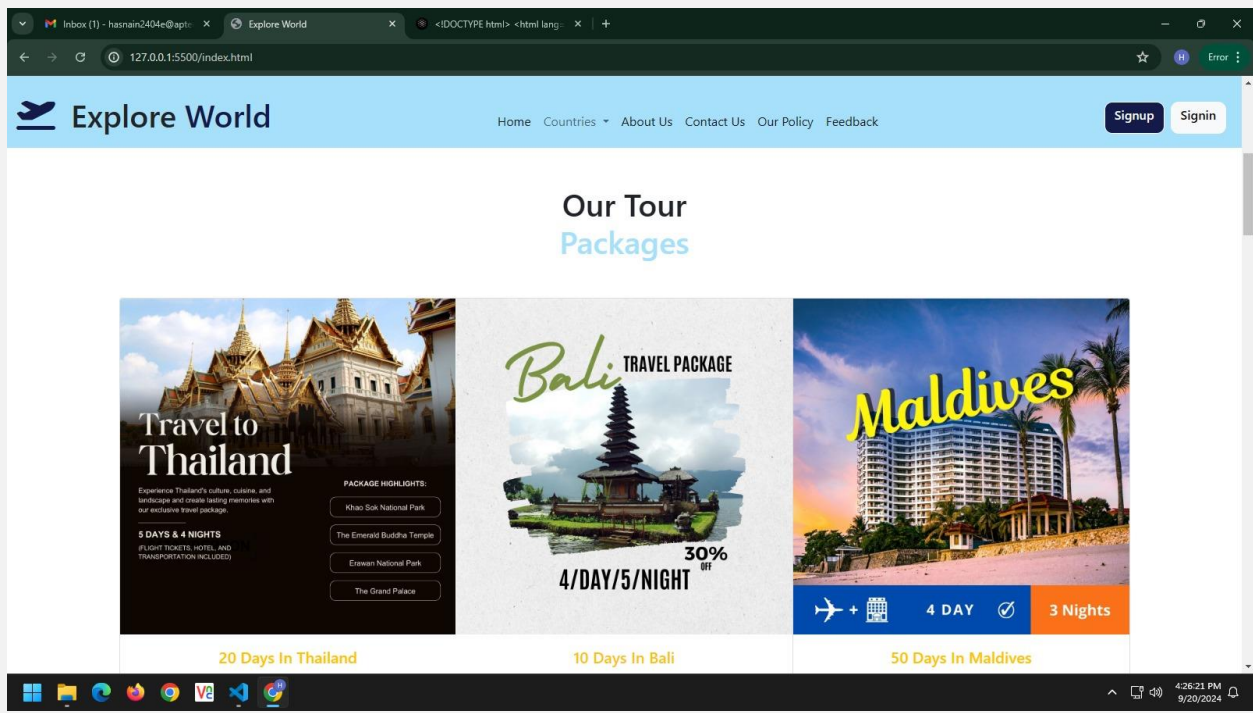 Inbox (1) - hasnain2404e@apte
Explore World
<!DOCTYPE html> <html lang=
127.0.0.1:5500/index.html
H
Error
Explore World
Home Countries About Us Contact Us Our Policy Feedback
Signup
Signin
Our Tour
Packages
Travel to
Thailand
Experience Thailand's culture, cuisine, and
landscape and create lasting memories with
our exclusive travel package.
5 DAYS & 4 NIGHTS
(FLIGHT TICKETS, HOTEL, AND
TRANSPORTATION INCLUDED)
PACKAGE HIGHLIGHTS:
Khao Sok National Park
The Emerald Buddha Temple
Erawan National Park
The Grand Palace
Bali TRAVEL PACKAGE
30%
OFF
4/DAY/5/NIGHT
Maldives
+
4 DAY
3 Nights
20 Days In Thailand
10 Days In Bali
50 Days In Maldives
4:26:21 PM
9/20/2024